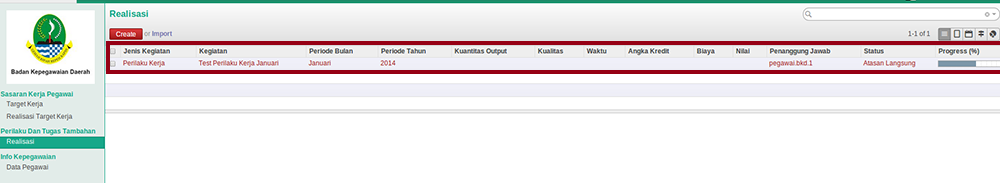 Realisasi
Create or Import
1-1 of 1
Jenis Kegiatan Kegiatan Periode Bulan Periode Tahun Kuantitas Output Kualitas Waktu Angka Kredit Biaya Nilai Penanggung Jawab Status Progress (%)
Perilaku Kerja Test Perilaku Kerja Januari Januari 2014 pegawai.bkd.1 Atasan Langsung
Badan Kepegawaian Daerah
Sasaran Kerja Pegawai
Target Kerja
Realisasi Target Kerja
Perilaku Dan Tugas Tambahan
Realisasi
Info Kepegawaian
Data Pegawai